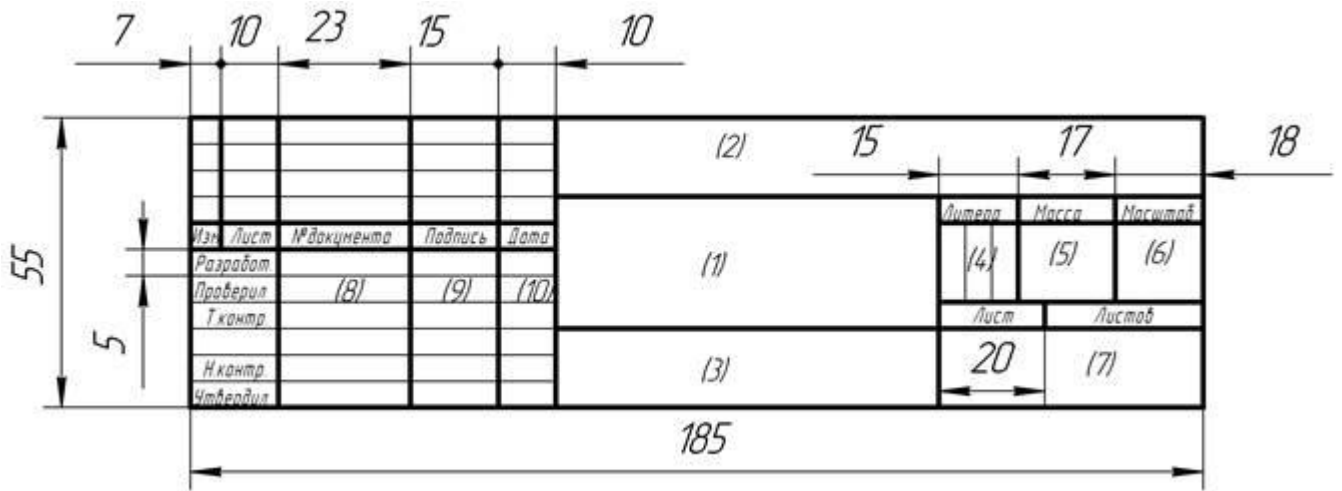 7 10 23 15 10
(2) 15 17 18
Литера Масса Масштаб
Изм Лист № документа Подпись Дата
55
Разработ.
(1) (4) (5) (6)
Проверил (8) (9) (10)
Т.контр. Лист Листов
5
Н.контр. (3) 20 (7)
Утвердил
185